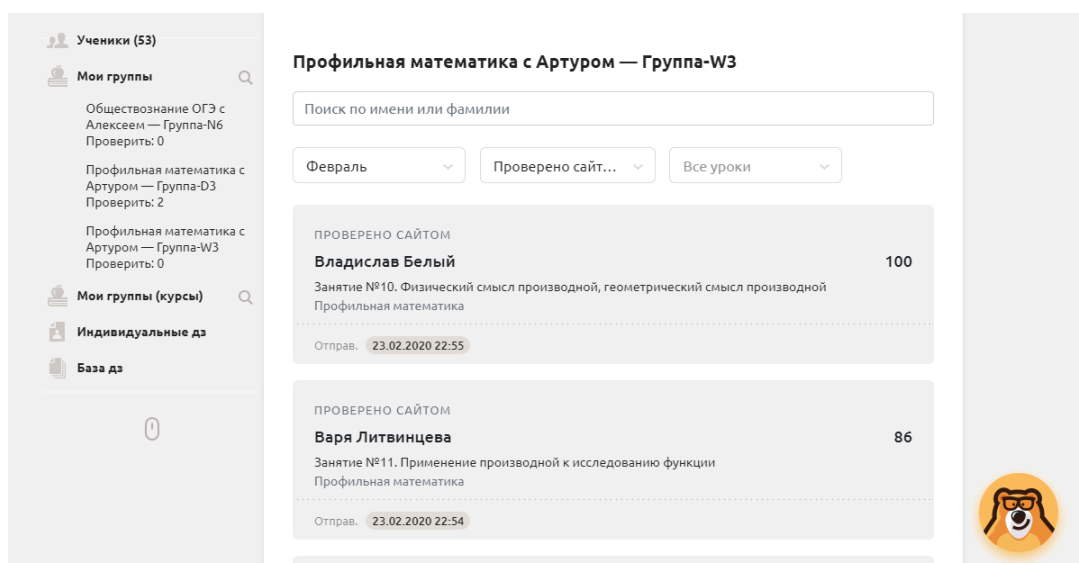 Ученики (53)
Мои группы
Обществознание ОГЭ с
Алексеем — Группа-N6
Проверить: 0
Профильная математика с
Артуром — Группа-D3
Проверить: 2
Профильная математика с
Артуром — Группа-W3
Проверить: 0
Мои группы (курсы)
Индивидуальные дз
База дз
Профильная математика с Артуром — Группа-W3
Поиск по имени или фамилии
Февраль
Проверено сайт...
Все уроки
ПРОВЕРЕНО САЙТОМ
Владислав Белый 100
Занятие №10. Физический смысл производной, геометрический смысл производной
Профильная математика
Отправ. 23.02.2020 22:55
ПРОВЕРЕНО САЙТОМ
Варя Литвинцева 86
Занятие №11. Применение производной к исследованию функции
Профильная математика
Отправ. 23.02.2020 22:54